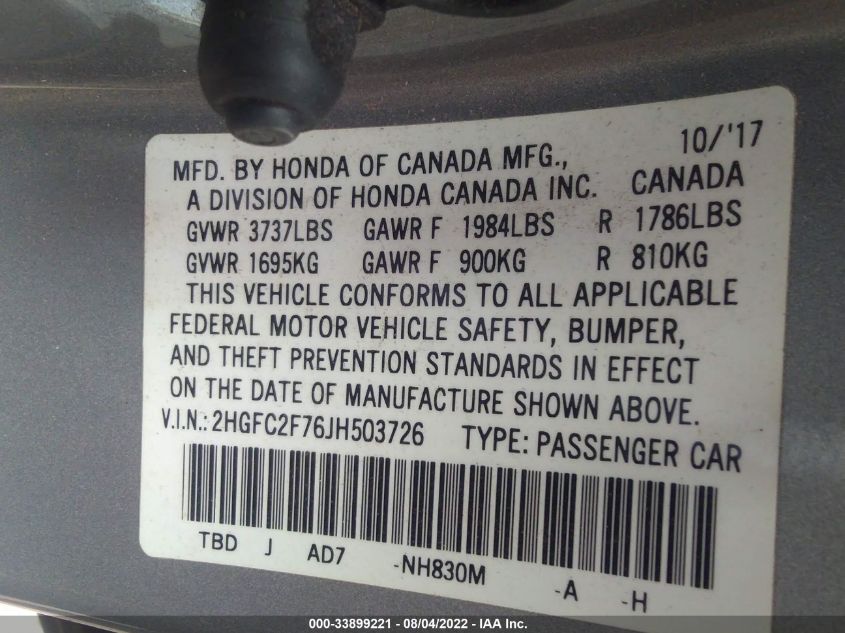 10/'17
MFD. BY HONDA OF CANADA MFG.,
A DIVISION OF HONDA CANADA INC. CANADA
GVWR 3737LBS GAWR F 1984LBS R 1786LBS
GVWR 1695KG GAWR F 900KG R 810KG
THIS VEHICLE CONFORMS TO ALL APPLICABLE
FEDERAL MOTOR VEHICLE SAFETY, BUMPER,
AND THEFT PREVENTION STANDARDS IN EFFECT
ON THE DATE OF MANUFACTURE SHOWN ABOVE.
V.I.N.: 2HGFC2F76JH503726 TYPE: PASSENGER CAR
TBD J AD7 -NH830M -A -H
000-33899221 - 08/04/2022 - IAA Inc.